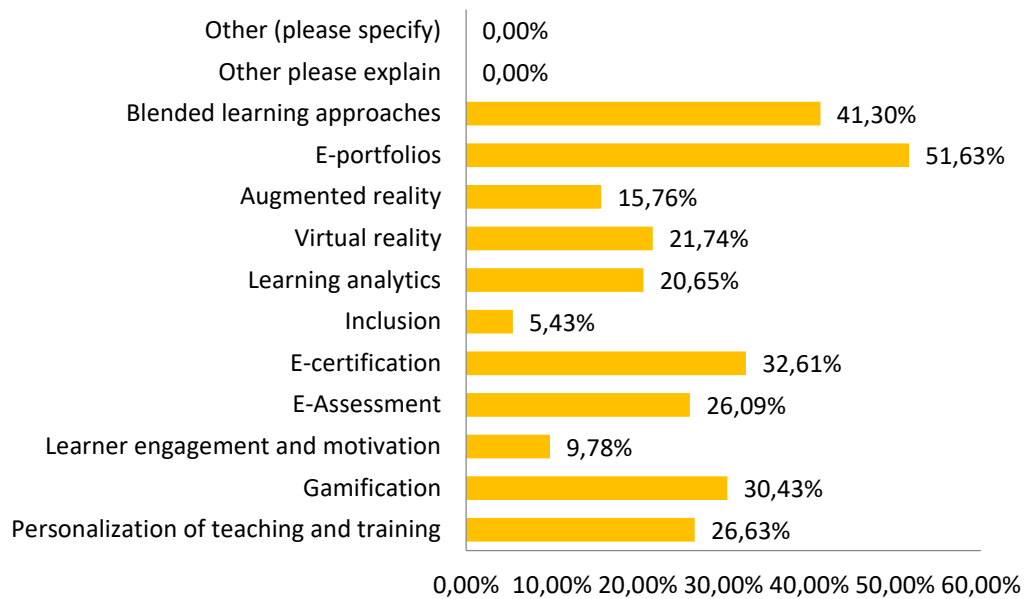 Other (please specify) 0,00%
Other please explain 0,00%
Blended learning approaches 41,30%
E-portfolios 51,63%
Augmented reality 15,76%
Virtual reality 21,74%
Learning analytics 20,65%
Inclusion 5,43%
E-certification 32,61%
E-Assessment 26,09%
Learner engagement and motivation 9,78%
Gamification 30,43%
Personalization of teaching and training 26,63%
0,00% 10,00% 20,00% 30,00% 40,00% 50,00% 60,00%